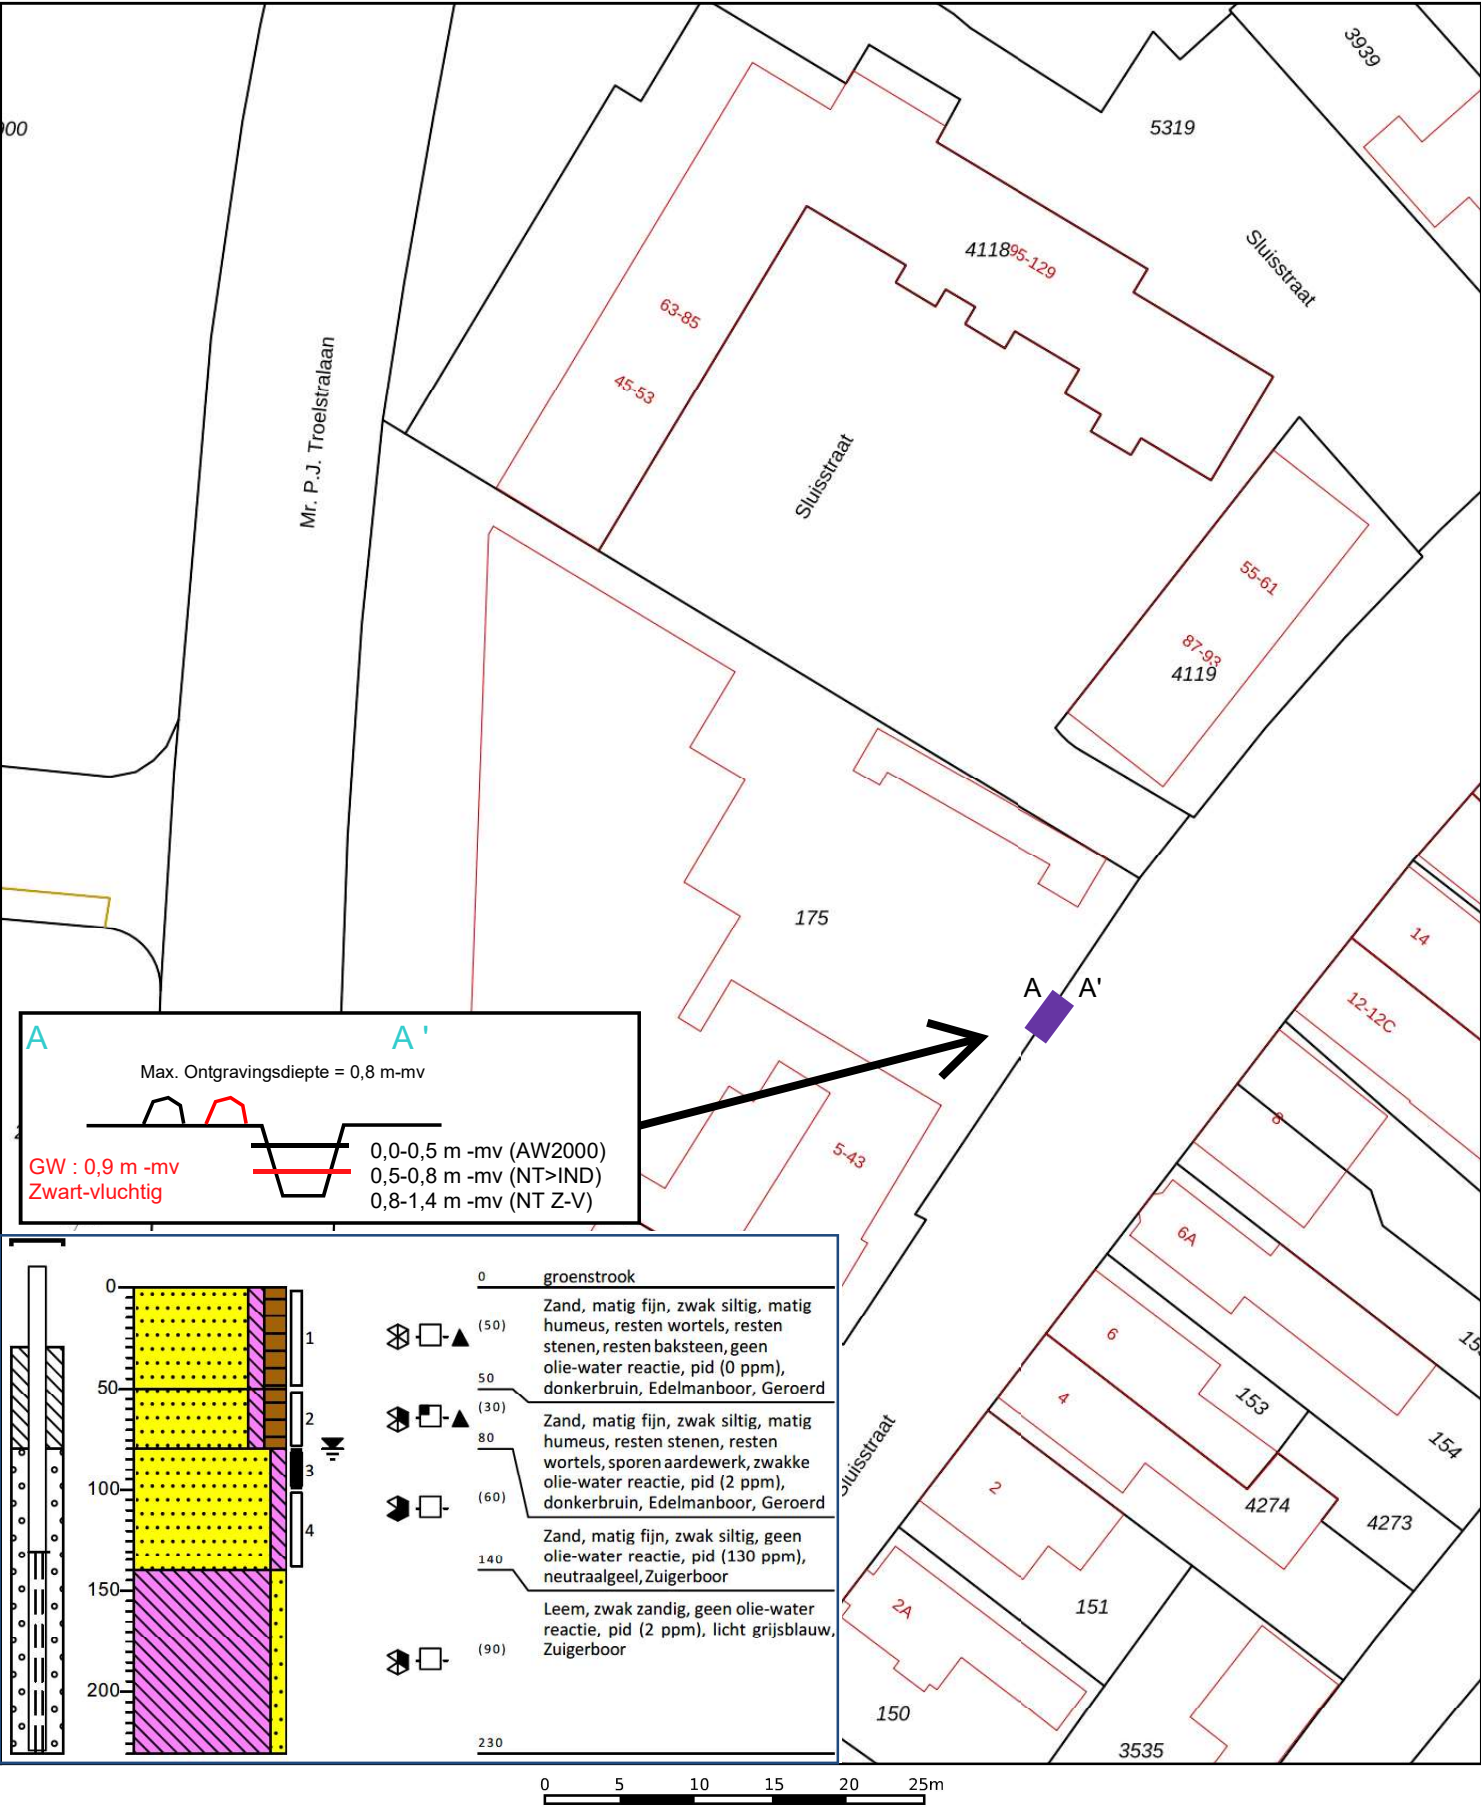 3939
5319
Sluisstraat
4118
95-129
63-85
45-53
Mr. P.J. Troelstralaan
Sluisstraat
55-61
87-93
4119
175
14
A A'
12-12C
8
5-43
6A
6
153
4
154
2
4274
4273
2A
151
150
3535
A A '
Max. Ontgravingsdiepte = 0,8 m-mv
GW : 0,9 m -mv
Zwart-vluchtig
0,0-0,5 m -mv (AW2000)
0,5-0,8 m -mv (NT>IND)
0,8-1,4 m -mv (NT Z-V)
0
50
100
150
200
1
2
3
4
0 groenstrook
(50)
Zand, matig fijn, zwak siltig, matig
humeus, resten wortels, resten
stenen, resten baksteen, geen
olie-water reactie, pid (0 ppm),
donkerbruin, Edelmanboor, Geroerd
50
(30)
Zand, matig fijn, zwak siltig, matig
humeus, resten stenen, resten
wortels, sporen aardewerk, zwakke
olie-water reactie, pid (2 ppm),
donkerbruin, Edelmanboor, Geroerd
80
(60)
Zand, matig fijn, zwak siltig, geen
olie-water reactie, pid (130 ppm),
neutraalgeel, Zuigerboor
140
Leem, zwak zandig, geen olie-water
reactie, pid (2 ppm), licht grijsblauw,
Zuigerboor
(90)
230
0 5 10 15 20 25m